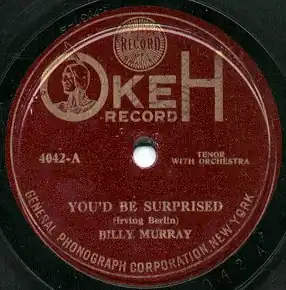 RECORD
OKEH
RECORD
4042-A
TENOR
WITH ORCHESTRA
YOU'D BE SURPRISED
(Irving Berlin)
BILLY MURRAY
GENERAL PHONOGRAPH CORPORATION NEW YORK